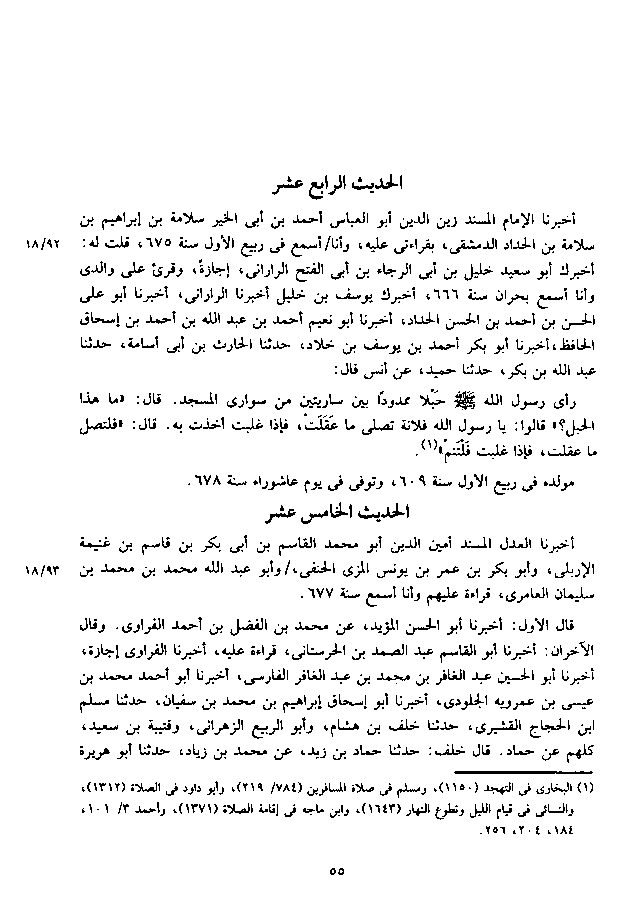 الحديث الرابع عشر
أخبرنا الإمام المسند زين الدين أبو العباس أحمد بن أبى الخير سلامة بن إبراهيم بن
سلامة بن الحداد الدمشقى، بقراءتى عليه، وأنا/أسمع فى ربيع الأول سنة ٦٧٥، قلت له: ١٨/٩٢
أخبرك أبو سعيد خليل بن أبى الرجاء بن أبى الفتح الرارانى، إجازةً، وقرئ على والدى
وأنا أسمع بحران سنة ٦٦٦، أخبرك يوسف بن خليل أخبرنا الرارانى، أخبرنا أبو على
الحسن بن أحمد بن الحسن الحداد، أخبرنا أبو نعيم أحمد بن عبد الله بن أحمد بن إسحاق
الحافظ،أخبرنا أبو بكر أحمد بن يوسف بن خلاد، حدثنا الحارث بن أبى أسامة، حدثنا
عبد الله بن بكر، حدثنا حميد، عن أنس قال:
رأى رسول الله ﷺ حَبْلا ممدودًا بين ساريتين من سوارى المسجد. قال: «ما هذا
الحبل؟» قالوا: يا رسول الله فلانة تصلى ما عَقَلَتْ، فإذا غلبت أخذت به. قال: «فلتصل
ما عقلت، فإذا غلبت فَلْتَنمْ»(١).
مولده فى ربيع الأول سنة ٦٠٩، وتوفى فى يوم عاشوراء سنة ٦٧٨.
الحديث الخامس عشر
أخبرنا العدل المسند أمين الدين أبو محمد القاسم بن أبى بكر بن قاسم بن غنيمة
الإربلى، وأبو بكر بن عمر بن يونس المزى الحنفى،/وأبو عبد الله محمد بن محمد بن ١٨/٩٣
سليمان العامرى، قراءة عليهم وأنا أسمع سنة ٦٧٧.
قال الأول: أخبرنا أبو الحسن المؤيد، عن محمد بن الفضل بن أحمد الفراوى. وقال
الآخران: أخبرنا أبو القاسم عبد الصمد بن الحرستانى، قراءة عليه، أخبرنا الفراوى إجازة،
أخبرنا أبو الحسين عبد الغافر بن محمد بن عبد الغافر الفارسى، أخبرنا أبو أحمد محمد بن
عيسى بن عمرويه الجلودى، أخبرنا أبو إسحاق إبراهيم بن محمد بن سفيان، حدثنا مسلم
ابن الحجاج القشيرى، حدثنا خلف بن هشام، وأبو الربيع الزهرانى، وقتيبة بن سعيد،
كلهم عن حماد. قال خلف: حدثنا حماد بن زيد، عن محمد بن زياد، حدثنا أبو هريرة
(١) البخارى فى التهجد (١١٥٠)، ومسلم فى صلاة المسافرين (٧٨٤/ ٢١٩)، وأبو داود فى الصلاة (١٣١٢)،
والنسائى فى قيام الليل وتطوع النهار (١٦٤٣)، وابن ماجه فى إقامة الصلاة (١٣٧١)، وأحمد ٣/ ١٠١،
١٨٤، ٢٠٤، ٢٥٦.
٥٥